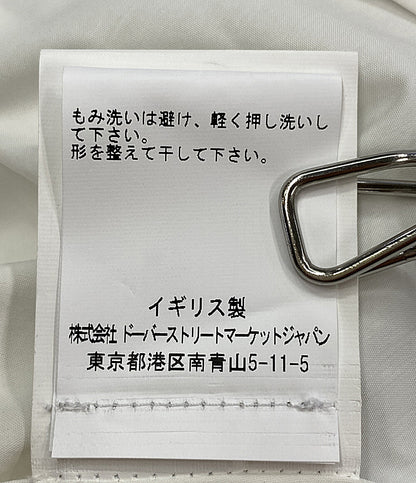 もみ洗いは避け、軽く押し洗いし
て下さい。
形を整えて干して下さい。
イギリス製
株式会社 ドーバーストリートマーケットジャパン
東京都港区南青山5-11-5